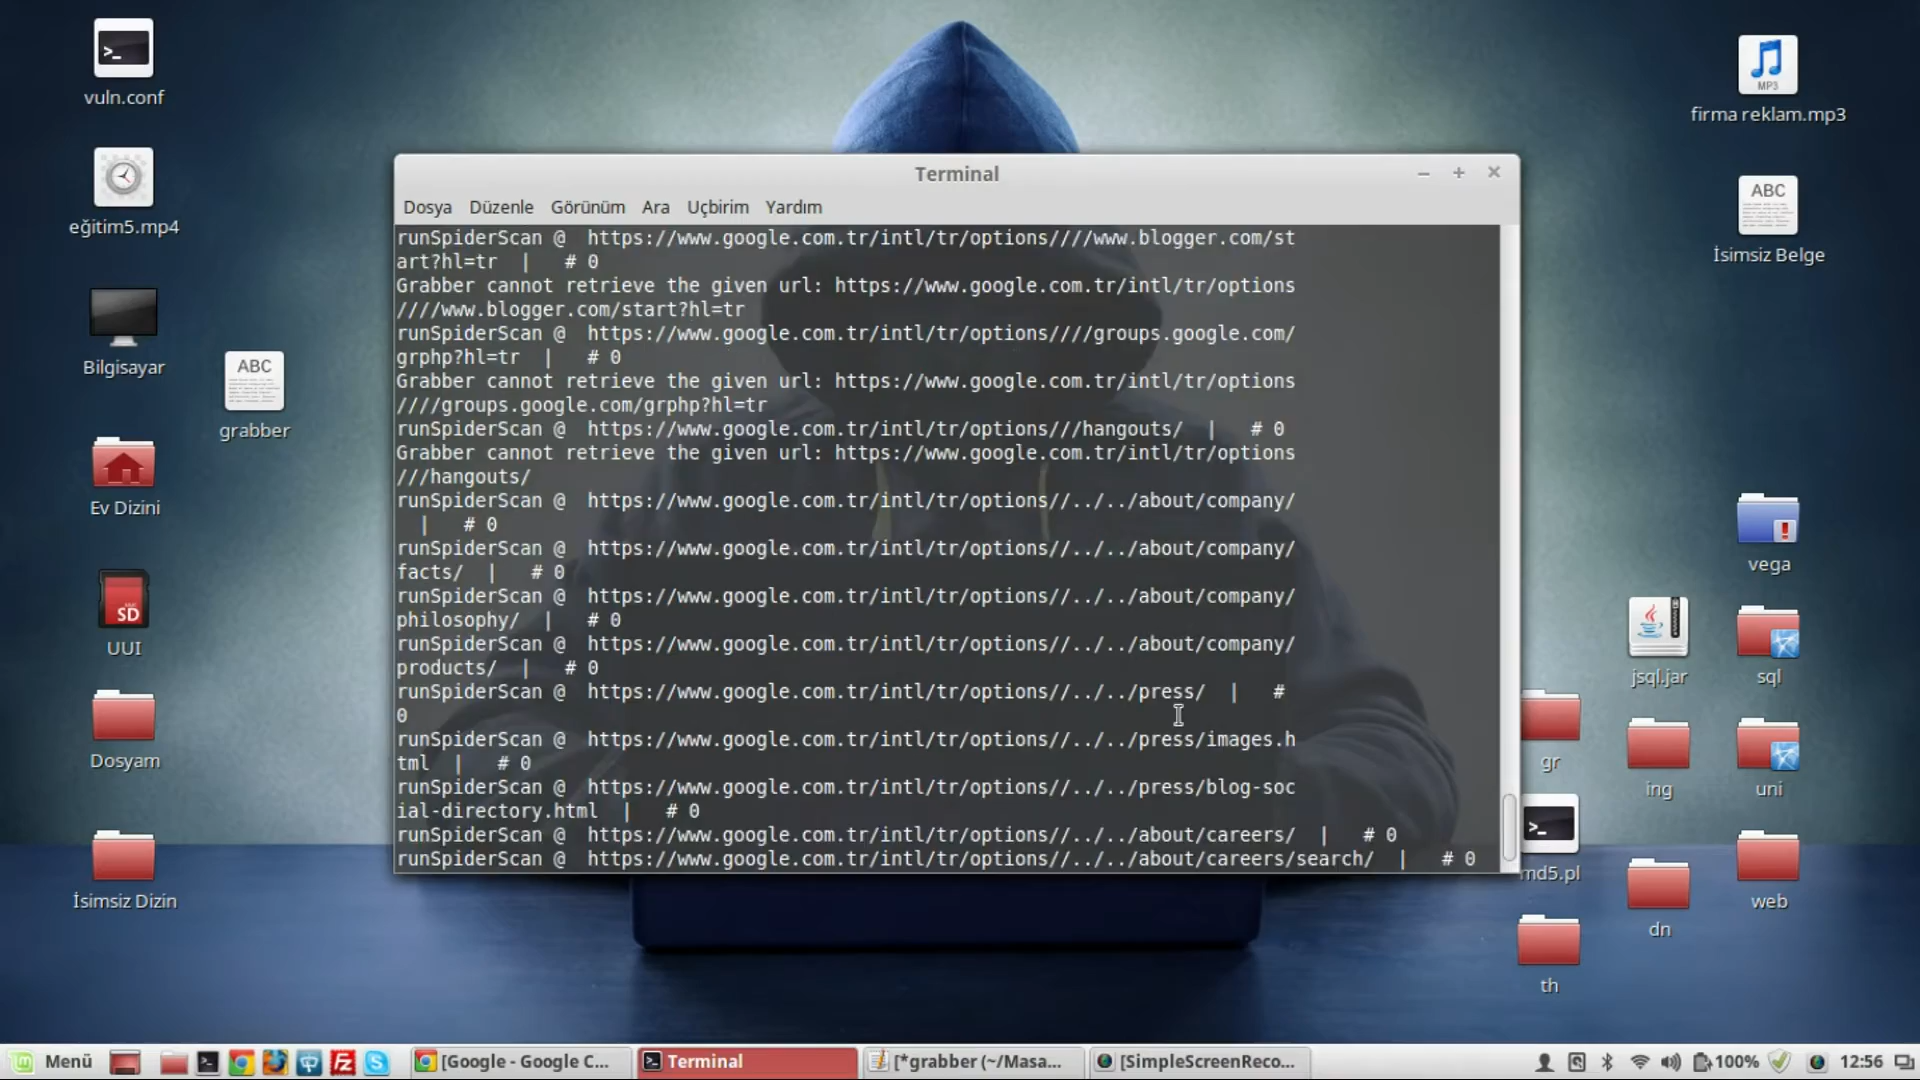 vuln.conf
eğitim5.mp4
Bilgisayar
ABC
grabber
Ev Dizini
SD
UUI
Dosyam
İsimsiz Dizin
Terminal
Dosya Düzenle Görünüm Ara Uçbirim Yardım
runSpiderScan @  https://www.google.com.tr/intl/tr/options////www.blogger.com/st
art?hl=tr  |   # 0
Grabber cannot retrieve the given url: https://www.google.com.tr/intl/tr/options
////www.blogger.com/start?hl=tr
runSpiderScan @  https://www.google.com.tr/intl/tr/options////groups.google.com/
grphp?hl=tr  |   # 0
Grabber cannot retrieve the given url: https://www.google.com.tr/intl/tr/options
////groups.google.com/grphp?hl=tr
runSpiderScan @  https://www.google.com.tr/intl/tr/options///hangouts/  |   # 0
Grabber cannot retrieve the given url: https://www.google.com.tr/intl/tr/options
///hangouts/
runSpiderScan @  https://www.google.com.tr/intl/tr/options//../../about/company/
  |   # 0
runSpiderScan @  https://www.google.com.tr/intl/tr/options//../../about/company/
facts/  |   # 0
runSpiderScan @  https://www.google.com.tr/intl/tr/options//../../about/company/
philosophy/  |   # 0
runSpiderScan @  https://www.google.com.tr/intl/tr/options//../../about/company/
products/  |   # 0
runSpiderScan @  https://www.google.com.tr/intl/tr/options//../../press/  |   #
0
runSpiderScan @  https://www.google.com.tr/intl/tr/options//../../press/images.h
tml  |   # 0
runSpiderScan @  https://www.google.com.tr/intl/tr/options//../../press/blog-soc
ial-directory.html  |   # 0
runSpiderScan @  https://www.google.com.tr/intl/tr/options//../../about/careers/  |   # 0
runSpiderScan @  https://www.google.com.tr/intl/tr/options//../../about/careers/search/  |   # 0
MP3
firma reklam.mp3
ABC
İsimsiz Belge
vega
jsql.jar
sql
gr
ing
uni
md5.pl
dn
web
th
Menü
[Google - Google C...
Terminal
[*grabber (~/Masa...
[SimpleScreenReco...
100%
12:56